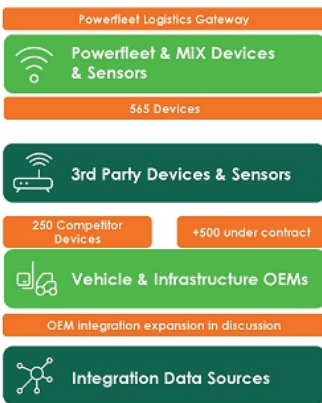 Powerfleet Logistics Gateway
Powerfleet & MiX Devices
& Sensors
565 Devices
3rd Party Devices & Sensors
250 Competitor
Devices
+500 under contract
Vehicle & Infrastructure OEMs
OEM integration expansion in discussion
Integration Data Sources